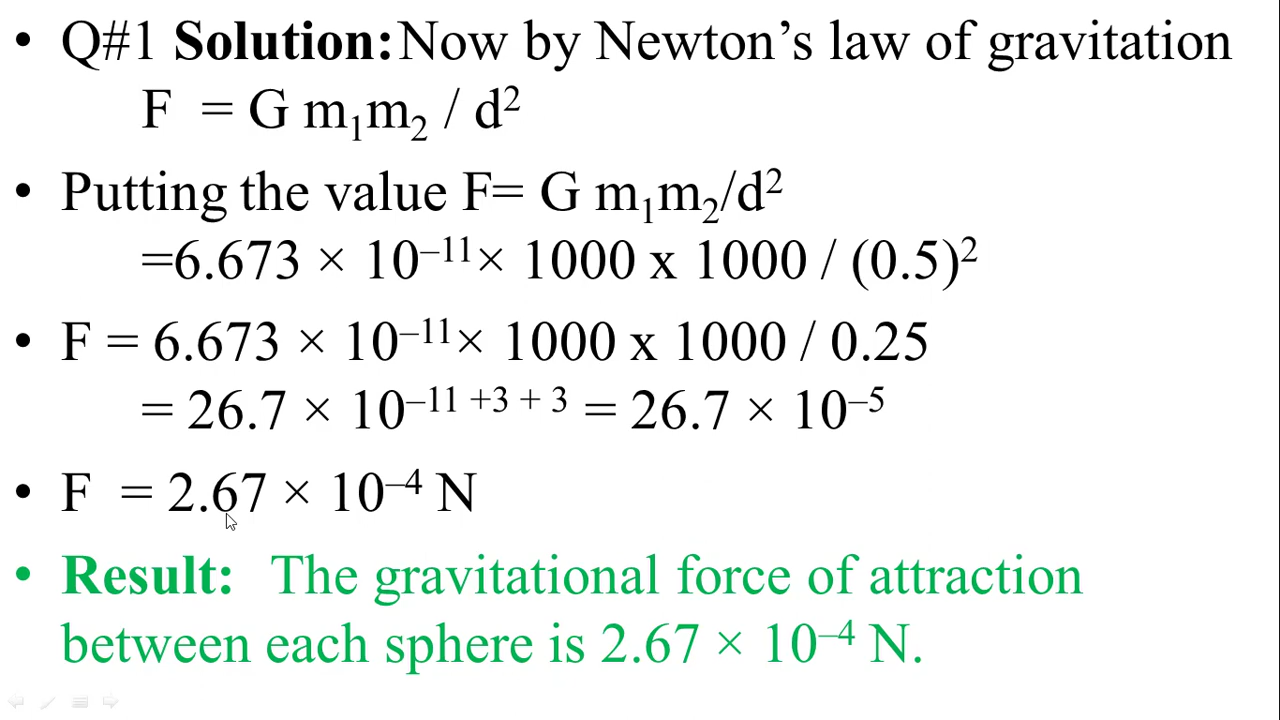 • Q#1 Solution: Now by Newton’s law of gravitation
F = G m₁m₂ / d²
• Putting the value F= G m₁m₂/d²
=6.673 × 10⁻¹¹× 1000 x 1000 / (0.5)²
• F = 6.673 × 10⁻¹¹× 1000 x 1000 / 0.25
= 26.7 × 10⁻¹¹ ⁺³ ⁺ ³ = 26.7 × 10⁻⁵
• F = 2.67 × 10⁻⁴ N
• Result: The gravitational force of attraction
between each sphere is 2.67 × 10⁻⁴ N.